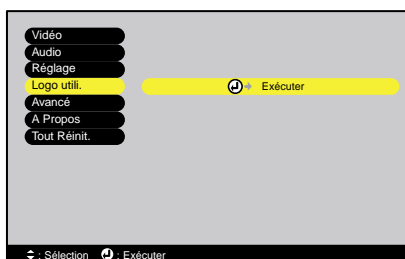 Vidéo
Audio
Réglage
Logo utili. Exécuter
Avancé
A Propos
Tout Réinit.
: Sélection : Exécuter